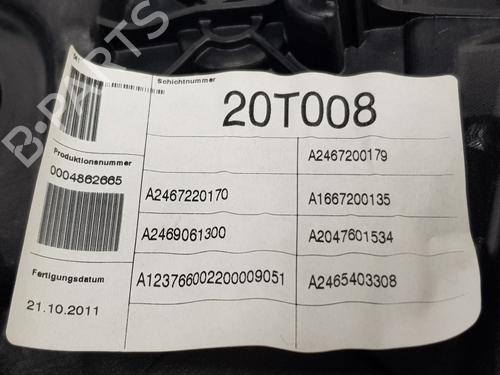 Schichtnummer
20T008
Produktionsnummer
0004862665
A2467200179
A2467220170
A1667200135
A2469061300
A2047601534
Fertigungsdatum
A123766002200009051
A2465403308
21.10.2011
B-PARTS